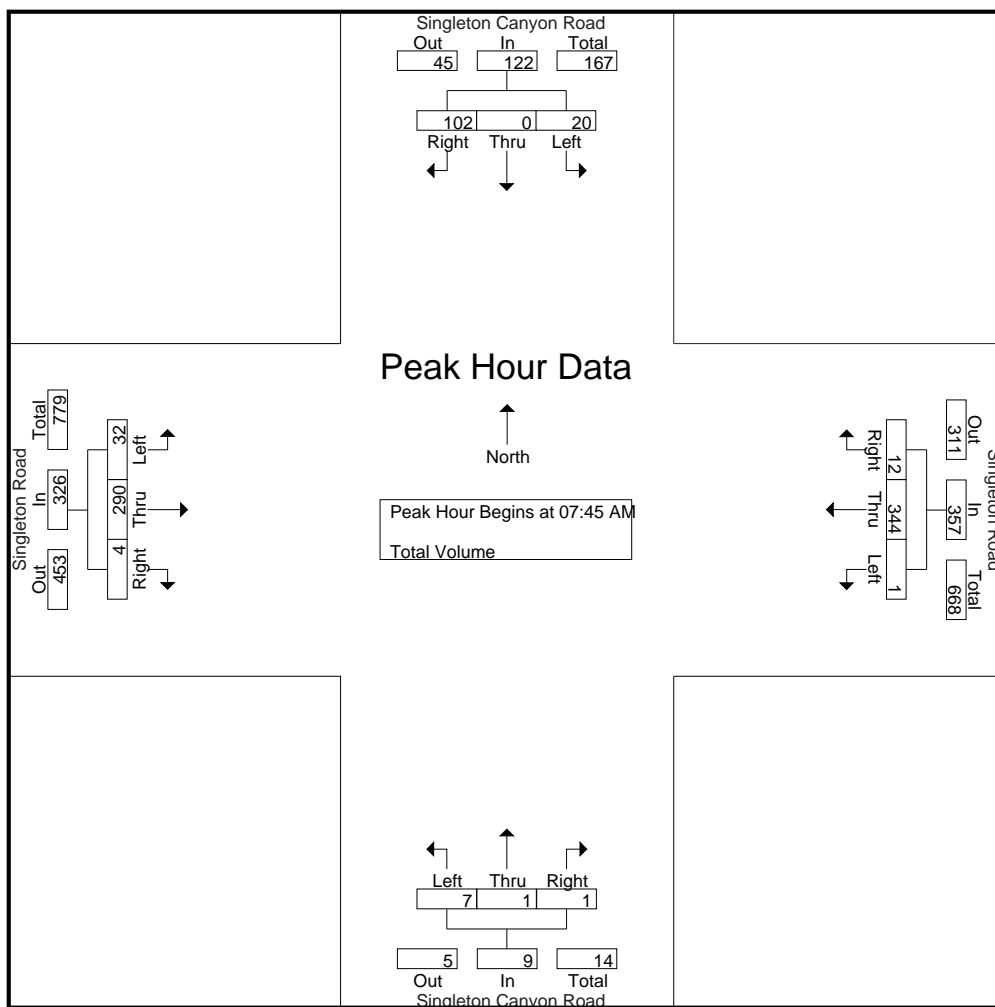 Singleton Canyon Road
Out In Total
45 122 167
102 0 20
Right Thru Left
Peak Hour Data
North
Peak Hour Begins at 07:45 AM
Total Volume
Singleton Road
Out In Total
453 326 779
4 290 32
Right Thru Left
Singleton Road
Out In Total
311 357 668
12 344 1
Right Thru Left
Left Thru Right
7 1 1
5 9 14
Out In Total
Singleton Canyon Road